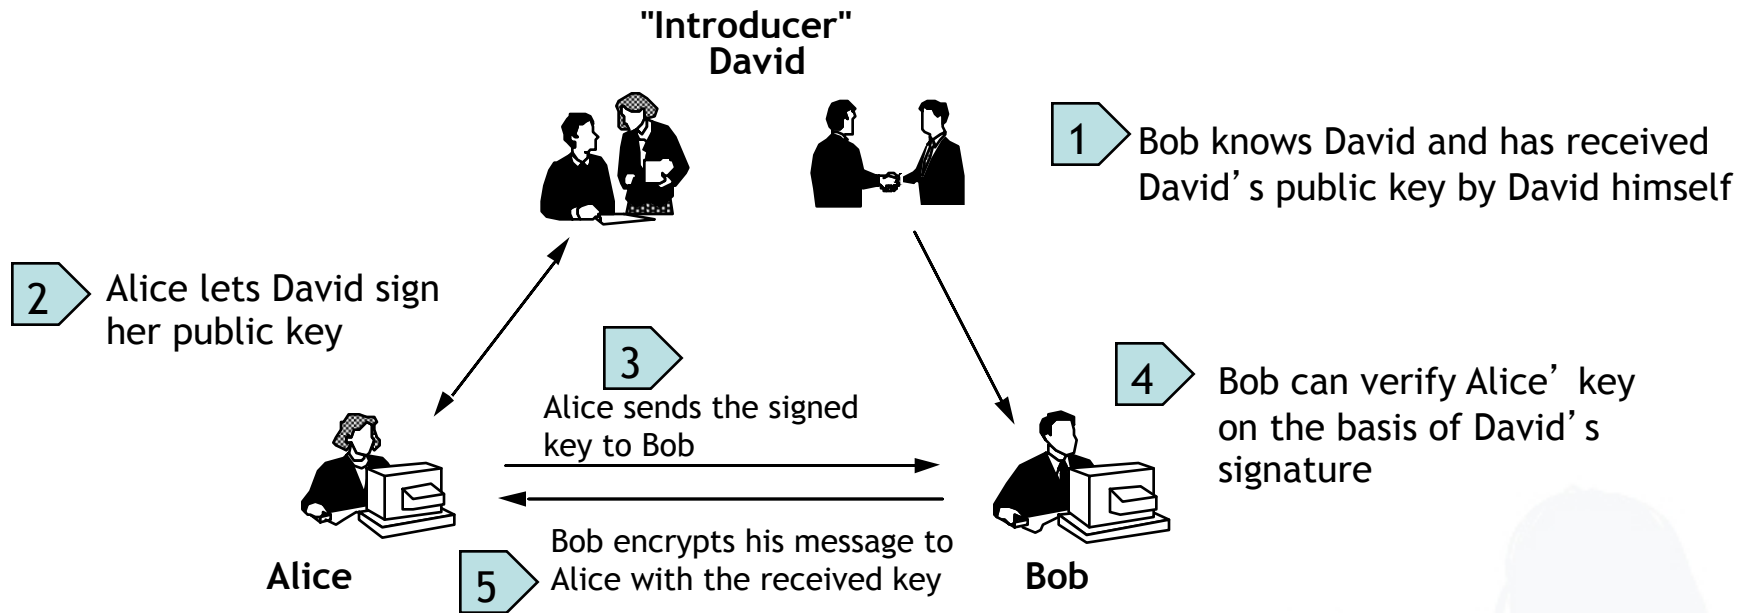 "Introducer"
David
1
Bob knows David and has received
David’s public key by David himself
2
Alice lets David sign
her public key
3
Alice sends the signed
key to Bob
4
Bob can verify Alice’ key
on the basis of David’s
signature
5
Bob encrypts his message to
Alice with the received key
Alice
Bob